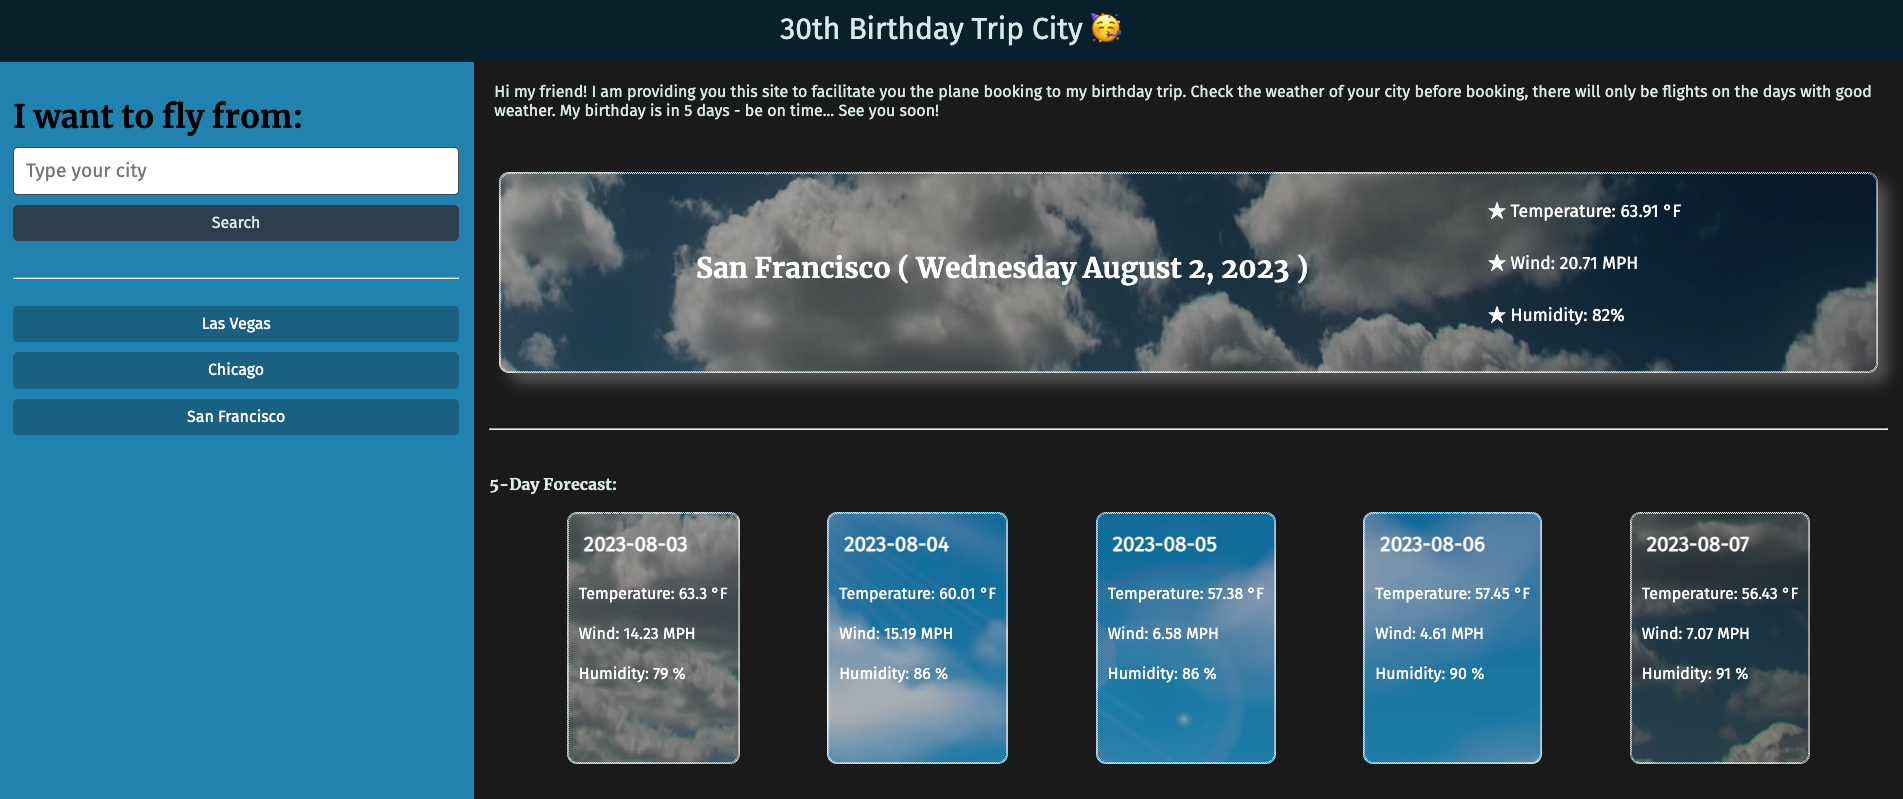 30th Birthday Trip City 🥳
I want to fly from:
Type your city
Search
Las Vegas
Chicago
San Francisco
Hi my friend! I am providing you this site to facilitate you the plane booking to my birthday trip. Check the weather of your city before booking, there will only be flights on the days with good
weather. My birthday is in 5 days - be on time... See you soon!
San Francisco ( Wednesday August 2, 2023 )
★ Temperature: 63.91 °F
★ Wind: 20.71 MPH
★ Humidity: 82%
5-Day Forecast:
2023-08-03
Temperature: 63.3 °F
Wind: 14.23 MPH
Humidity: 79 %
2023-08-04
Temperature: 60.01 °F
Wind: 15.19 MPH
Humidity: 86 %
2023-08-05
Temperature: 57.38 °F
Wind: 6.58 MPH
Humidity: 86 %
2023-08-06
Temperature: 57.45 °F
Wind: 4.61 MPH
Humidity: 90 %
2023-08-07
Temperature: 56.43 °F
Wind: 7.07 MPH
Humidity: 91 %